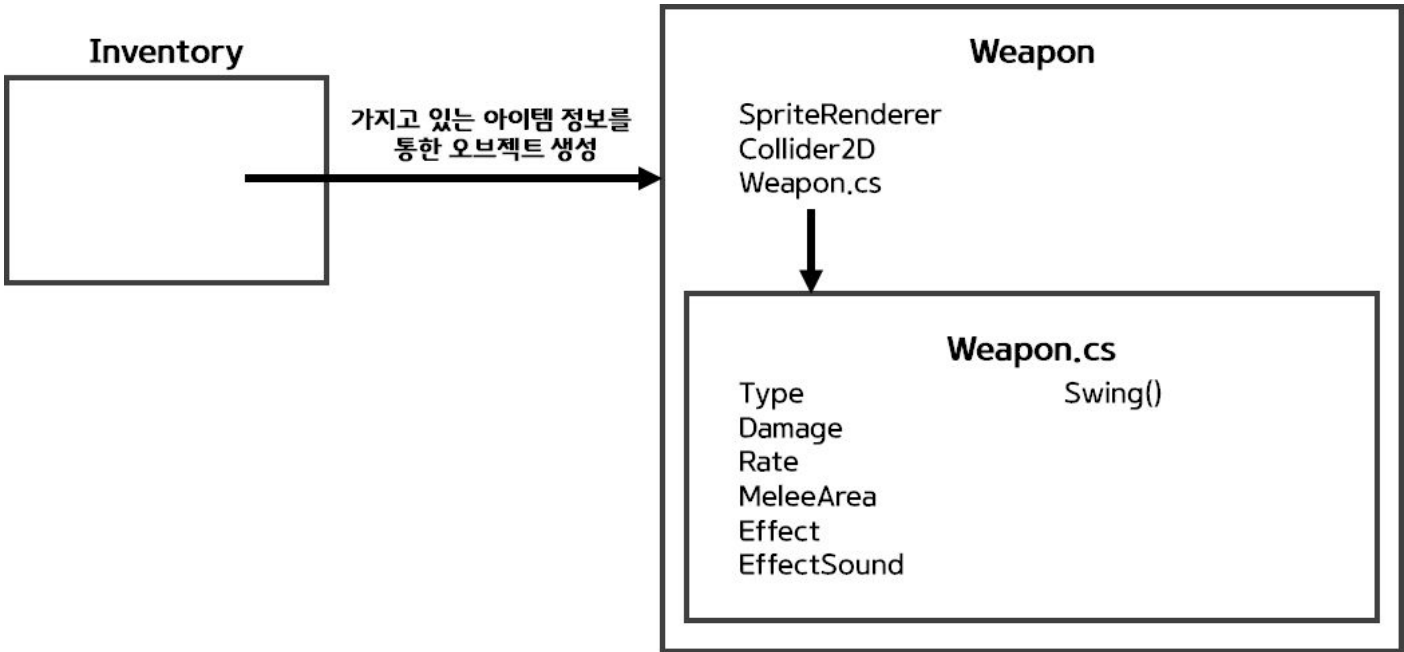 Inventory
가지고 있는 아이템 정보를
통한 오브젝트 생성
Weapon
SpriteRenderer
Collider2D
Weapon.cs
Weapon.cs
Type
Swing()
Damage
Rate
MeleeArea
Effect
EffectSound